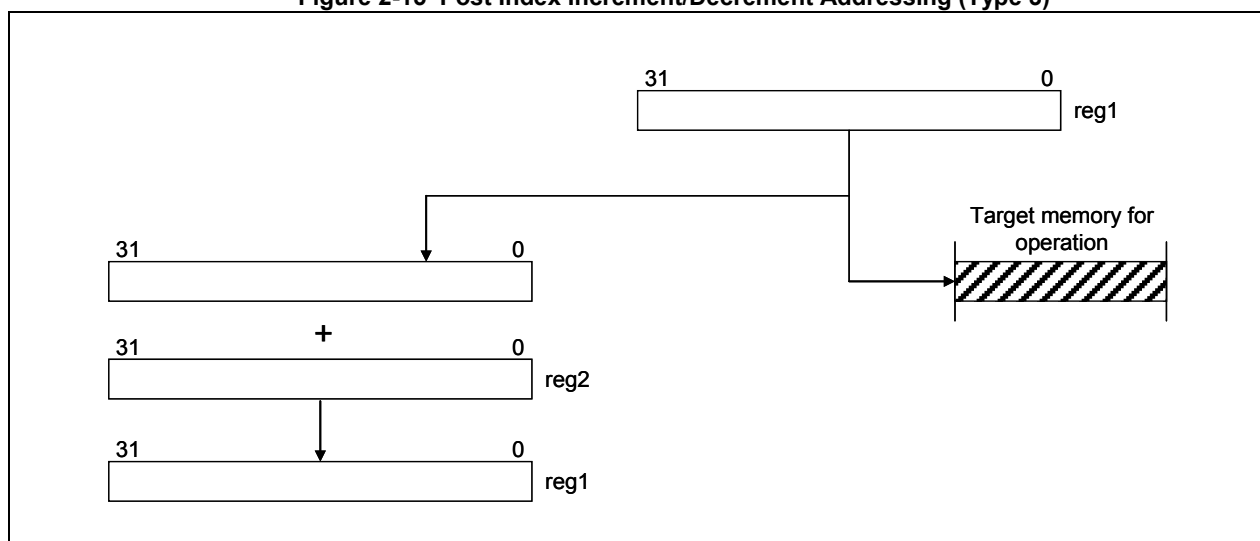 Figure 2-16 Post Index Increment/Decrement Addressing (Type 3)
31 0
reg1
Target memory for
operation
31 0
+
31 0
reg2
31 0
reg1